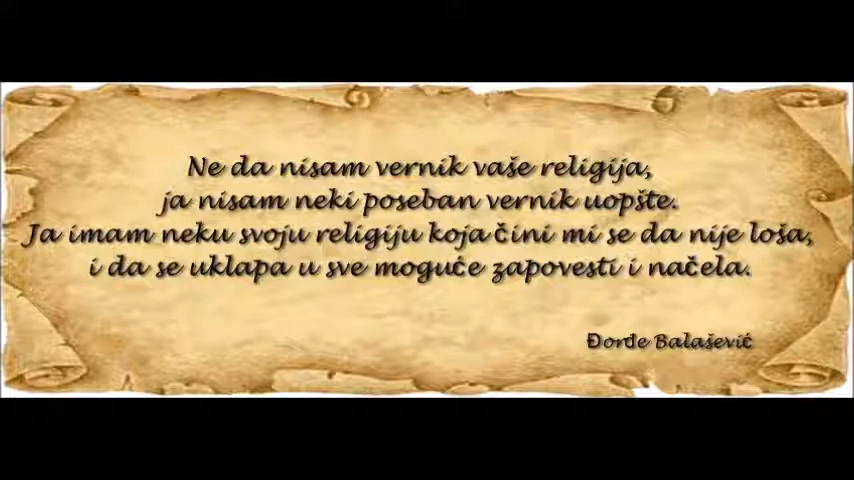 Ne da nisam vernik vaše religija,
ja nisam neki poseban vernik uopšte.
Ja imam neku svoju religiju koja čini mi se da nije loša,
i da se uklapa u sve moguće zapovesti i načela.
Đorđe Balašević